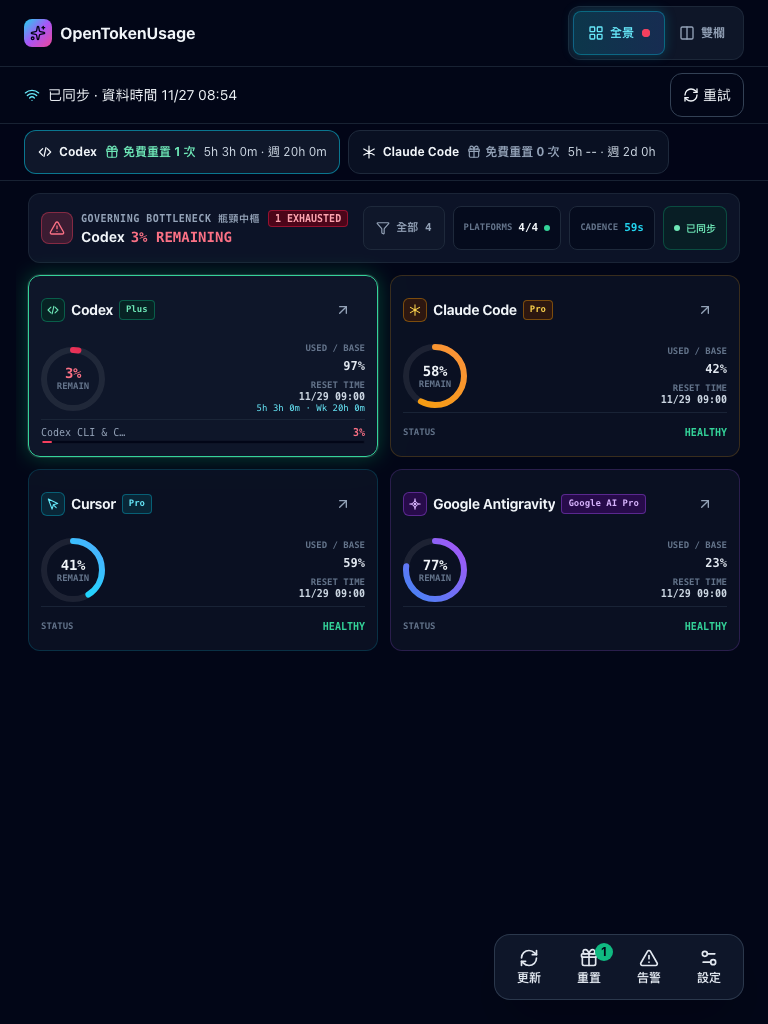 OpenTokenUsage
全景
雙欄
已同步 · 資料時間 11/27 08:54
重試
Codex 免費重置 1 次 5h 3h 0m · 週 20h 0m
Claude Code 免費重置 0 次 5h -- · 週 2d 0h
GOVERNING BOTTLENECK 瓶頸中樞 1 EXHAUSTED
Codex 3% REMAINING
全部 4
PLATFORMS 4/4
CADENCE 59s
已同步
Codex Plus
3%
REMAIN
USED / BASE
97%
RESET TIME
11/29 09:00
5h 3h 0m · Wk 20h 0m
Codex CLI & C… 3%
Claude Code Pro
58%
REMAIN
USED / BASE
42%
RESET TIME
11/29 09:00
STATUS HEALTHY
Cursor Pro
41%
REMAIN
USED / BASE
59%
RESET TIME
11/29 09:00
STATUS HEALTHY
Google Antigravity Google AI Pro
77%
REMAIN
USED / BASE
23%
RESET TIME
11/29 09:00
STATUS HEALTHY
更新
1
重置
告警
設定